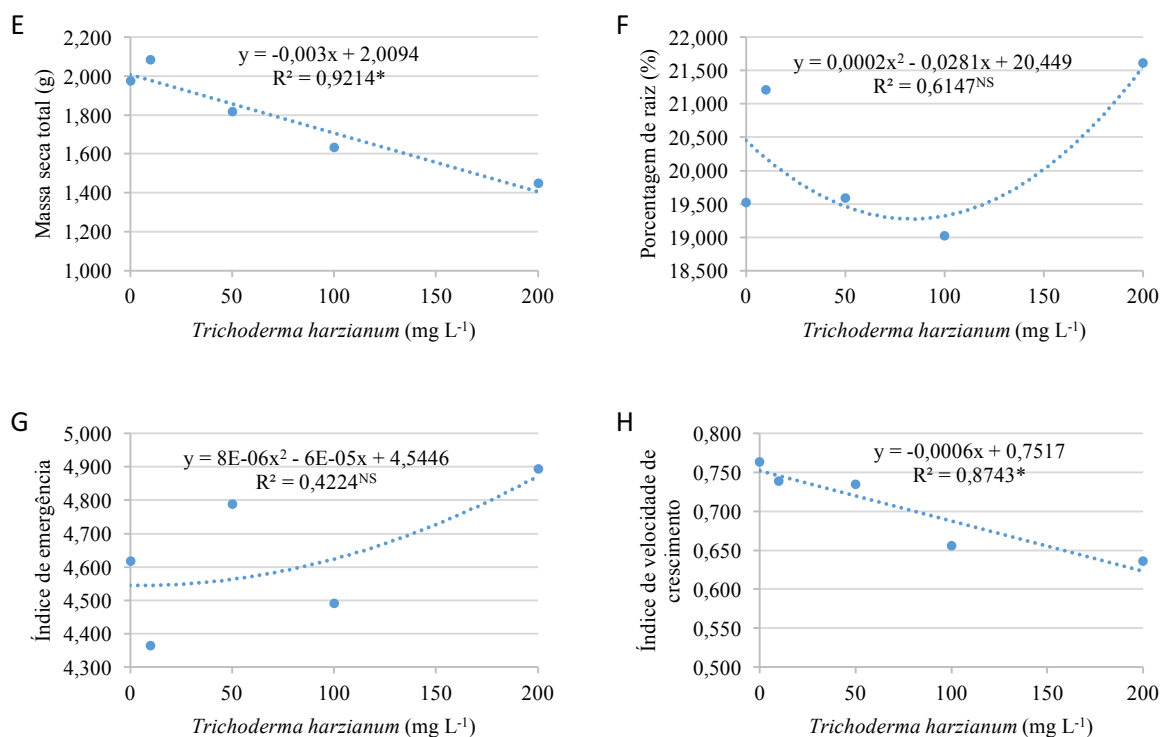 E
y = -0,003x + 2,0094
R² = 0,9214*
Massa seca total (g)
2,200
2,000
1,800
1,600
1,400
1,200
1,000
0 50 100 150 200
Trichoderma harzianum (mg L⁻¹)
F
y = 0,0002x² - 0,0281x + 20,449
R² = 0,6147ᴺˢ
Porcentagem de raiz (%)
22,000
21,500
21,000
20,500
20,000
19,500
19,000
18,500
0 50 100 150 200
Trichoderma harzianum (mg L⁻¹)
G
y = 8E-06x² - 6E-05x + 4,5446
R² = 0,4224ᴺˢ
Índice de emergência
5,000
4,900
4,800
4,700
4,600
4,500
4,400
4,300
0 50 100 150 200
Trichoderma harzianum (mg L⁻¹)
H
y = -0,0006x + 0,7517
R² = 0,8743*
Índice de velocidade de
crescimento
0,800
0,750
0,700
0,650
0,600
0,550
0,500
0 50 100 150 200
Trichoderma harzianum (mg L⁻¹)